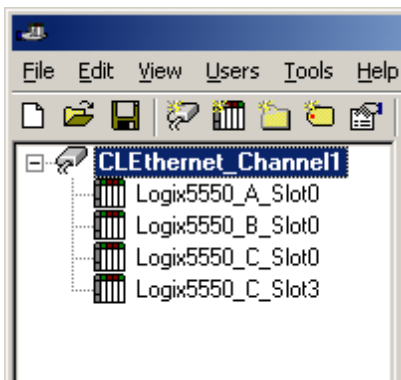 File Edit View Users Tools Help
CLEthernet_Channel1
Logix5550_A_Slot0
Logix5550_B_Slot0
Logix5550_C_Slot0
Logix5550_C_Slot3